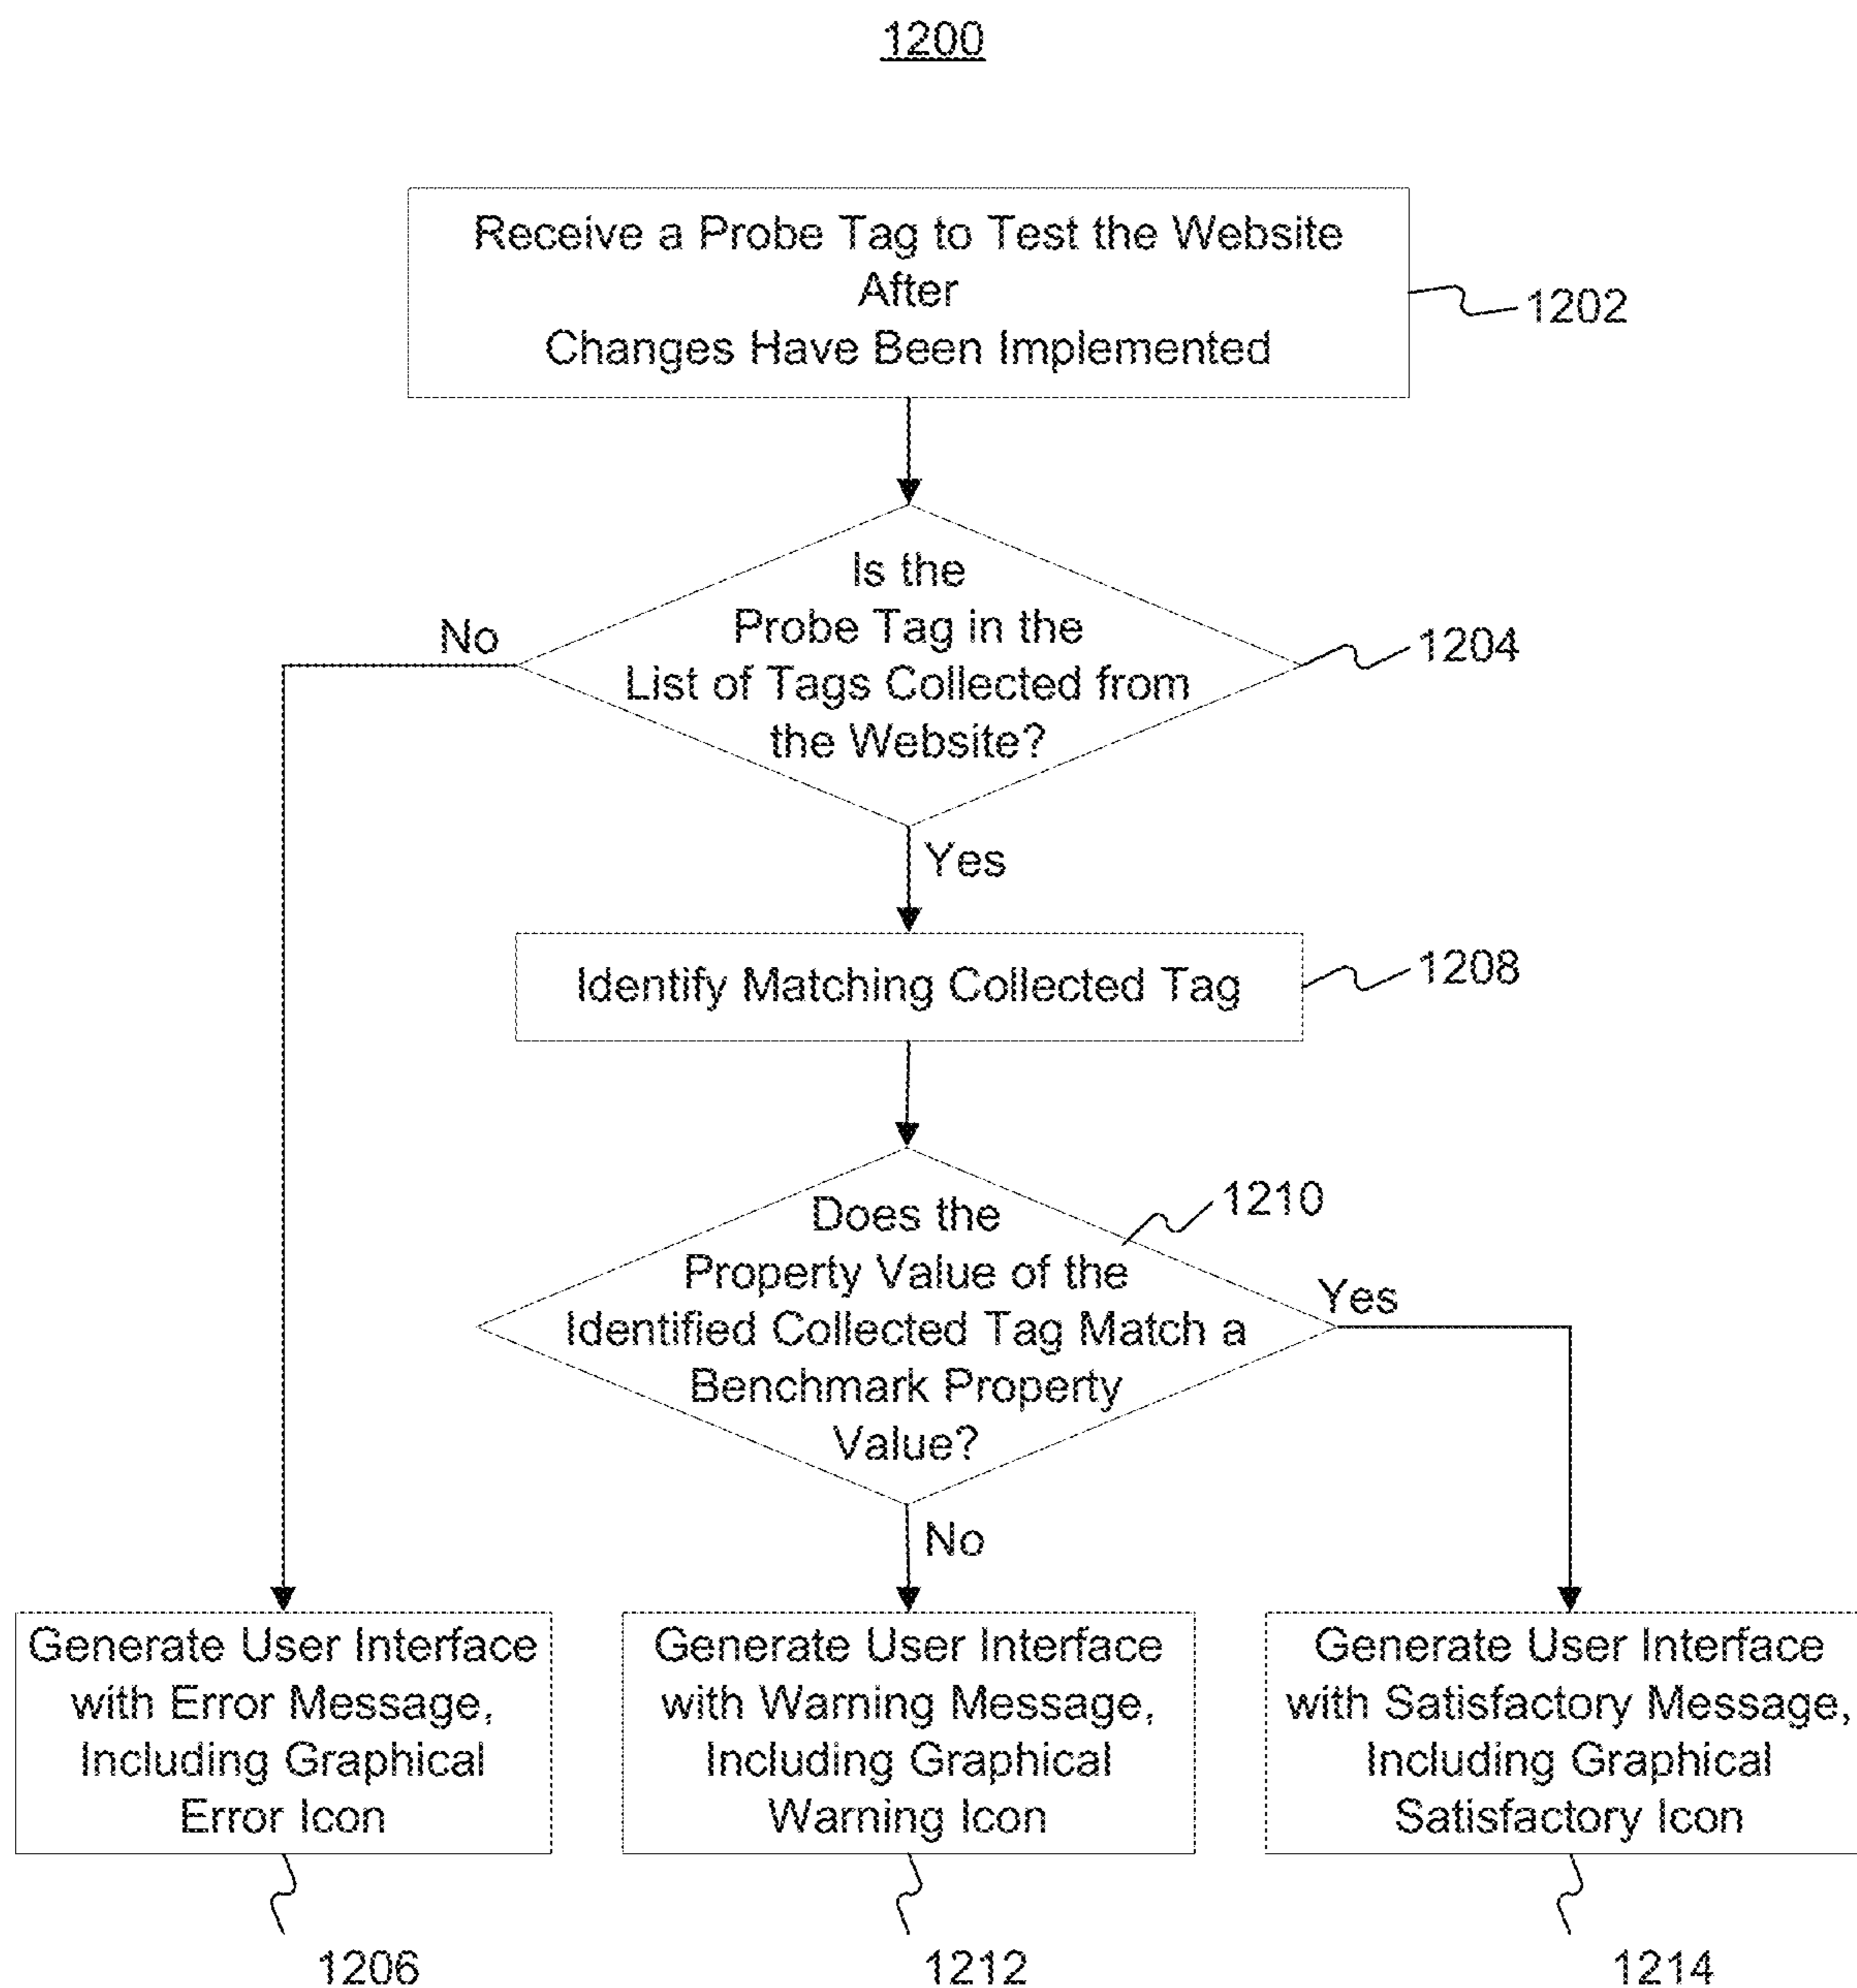 1200
Receive a Probe Tag to Test the Website
After
Changes Have Been Implemented
1202
Is the
Probe Tag in the
List of Tags Collected from
the Website?
1204
No
Yes
Identify Matching Collected Tag
1208
Does the
Property Value of the
Identified Collected Tag Match a
Benchmark Property
Value?
1210
Yes
No
Generate User Interface
with Error Message,
Including Graphical
Error Icon
1206
Generate User Interface
with Warning Message,
Including Graphical
Warning Icon
1212
Generate User Interface
with Satisfactory Message,
Including Graphical
Satisfactory Icon
1214